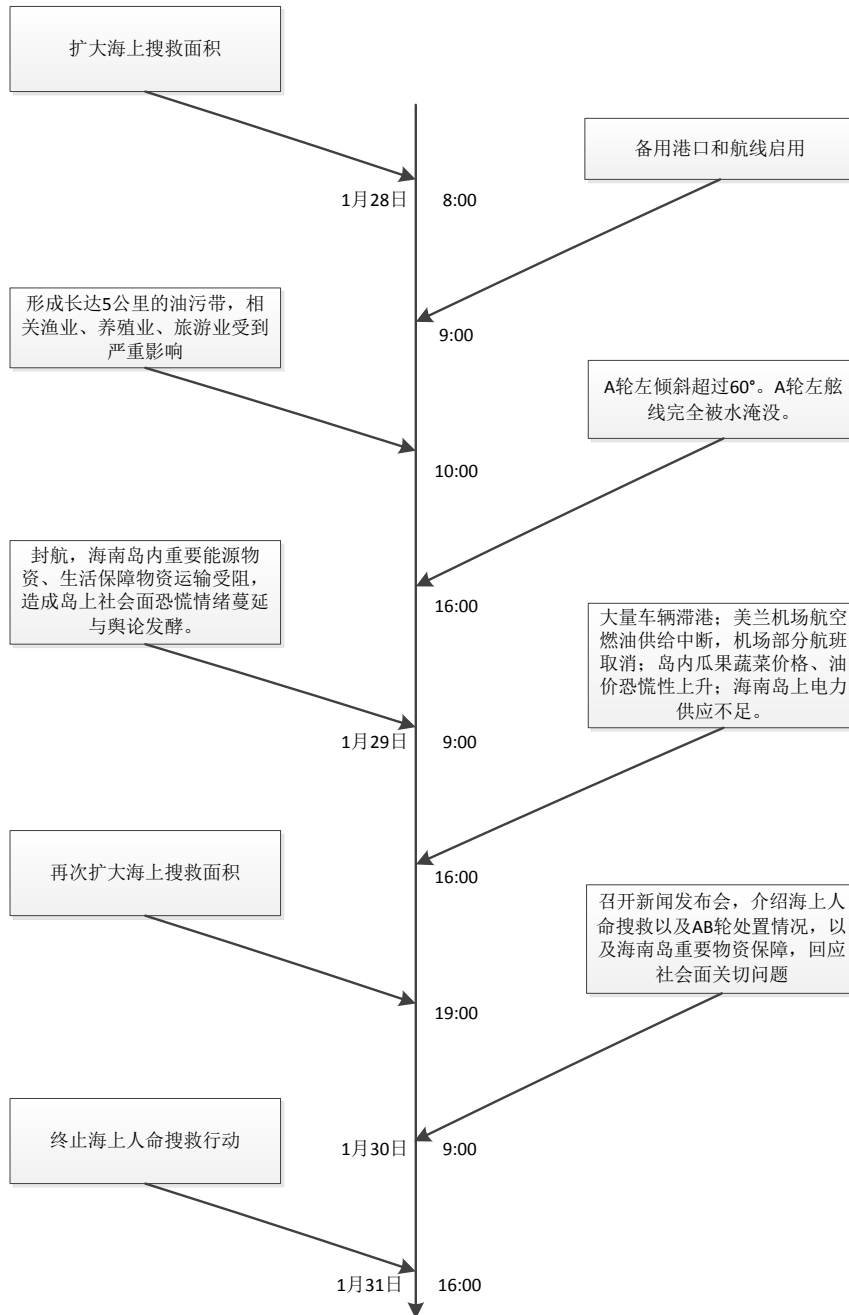 扩大海上搜救面积
备用港口和航线启用
1月28日 8:00
形成长达5公里的油污带，相
关渔业、养殖业、旅游业受到
严重影响
9:00
A轮左倾斜超过60°。A轮左舷
线完全被水淹没。
10:00
封航，海南岛内重要能源物
资、生活保障物资运输受阻，
造成岛上社会面恐慌情绪蔓延
与舆论发酵。
16:00
大量车辆滞港；美兰机场航空
燃油供给中断，机场部分航班
取消；岛内瓜果蔬菜价格、油
价恐慌性上升；海南岛上电力
供应不足。
1月29日 9:00
再次扩大海上搜救面积
16:00
召开新闻发布会，介绍海上人
命搜救以及AB轮处置情况，以
及海南岛重要物资保障，回应
社会面关切问题
19:00
终止海上人命搜救行动
1月30日 9:00
1月31日 16:00